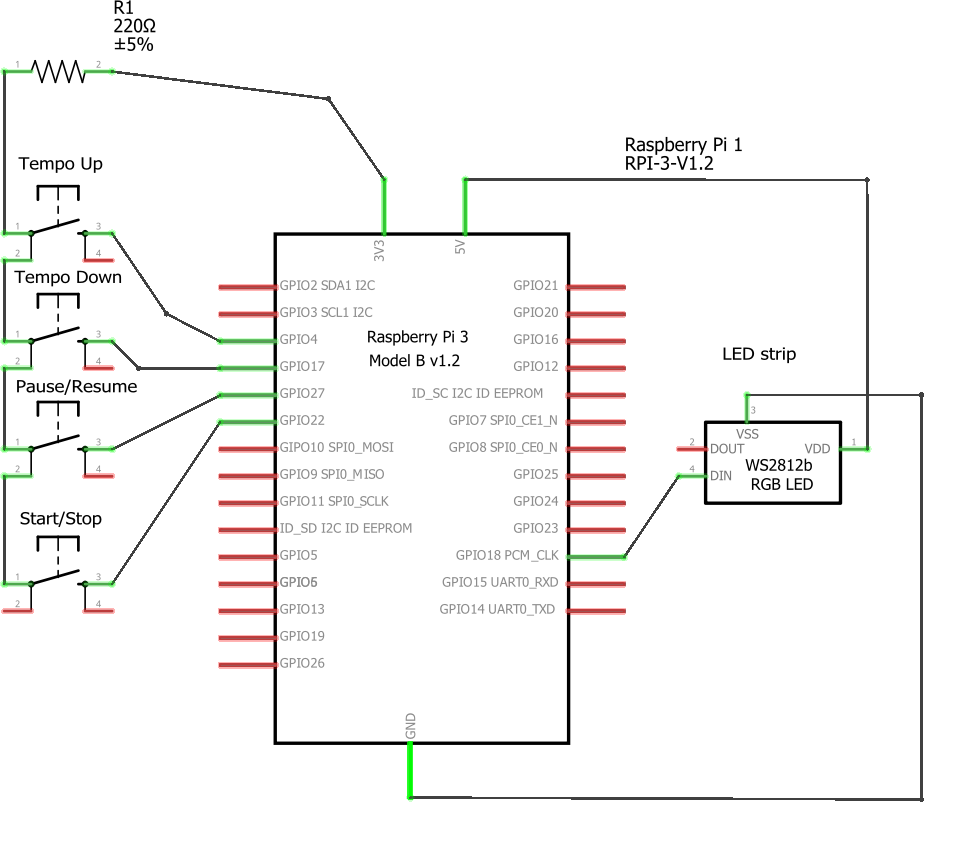 R1
220Ω
±5%
1
2
Raspberry Pi 1
RPI-3-V1.2
Tempo Up
1
3
2
4
3V3
5V
Tempo Down
1
3
2
4
Pause/Resume
1
3
2
4
Start/Stop
1
3
2
4
Raspberry Pi 3
Model B v1.2
GPIO2 SDA1 I2C
GPIO3 SCL1 I2C
GPIO4
GPIO17
GPIO27
GPIO22
GIPO10 SPI0_MOSI
GPIO9 SPI0_MISO
GPIO11 SPI0_SCLK
ID_SD I2C ID EEPROM
GPIO5
GPIO6
GPIO13
GPIO19
GPIO26
GPIO21
GPIO20
GPIO16
GPIO12
ID_SC I2C ID EEPROM
GPIO7 SPI0_CE1_N
GPIO8 SPI0_CE0_N
GPIO25
GPIO24
GPIO23
GPIO18 PCM_CLK
GPIO15 UART0_RXD
GPIO14 UART0_TXD
GND
LED strip
3
VSS
2
DOUT
VDD
1
4
DIN
WS2812b
RGB LED